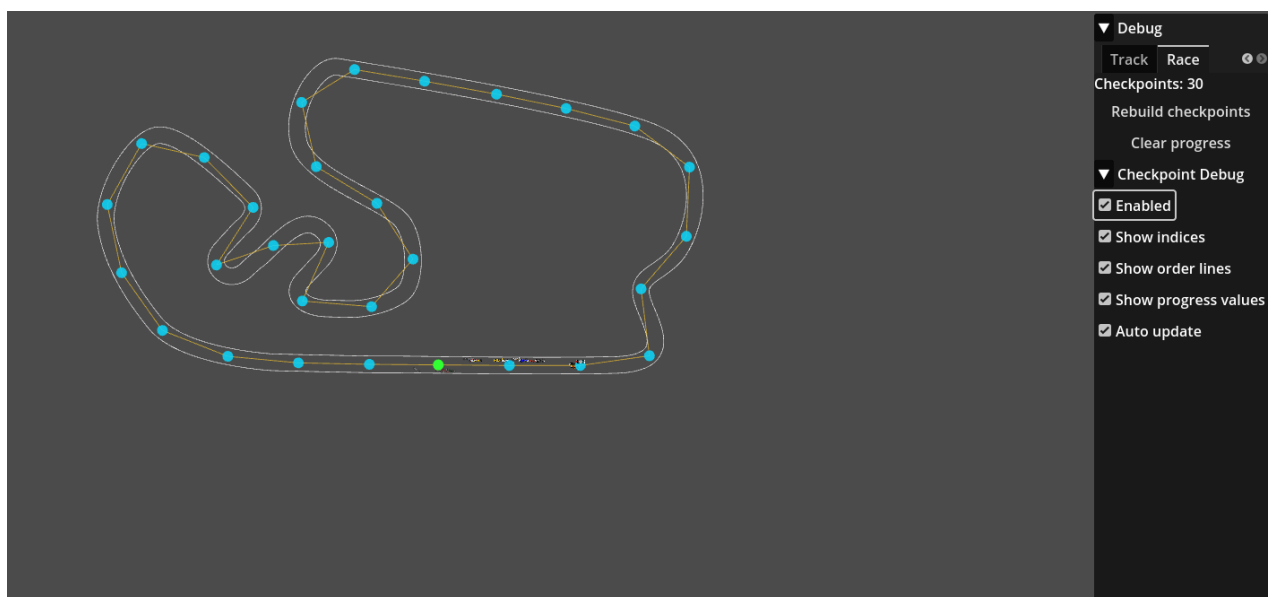 Debug
Track Race
Checkpoints: 30
Rebuild checkpoints
Clear progress
Checkpoint Debug
Enabled
Show indices
Show order lines
Show progress values
Auto update